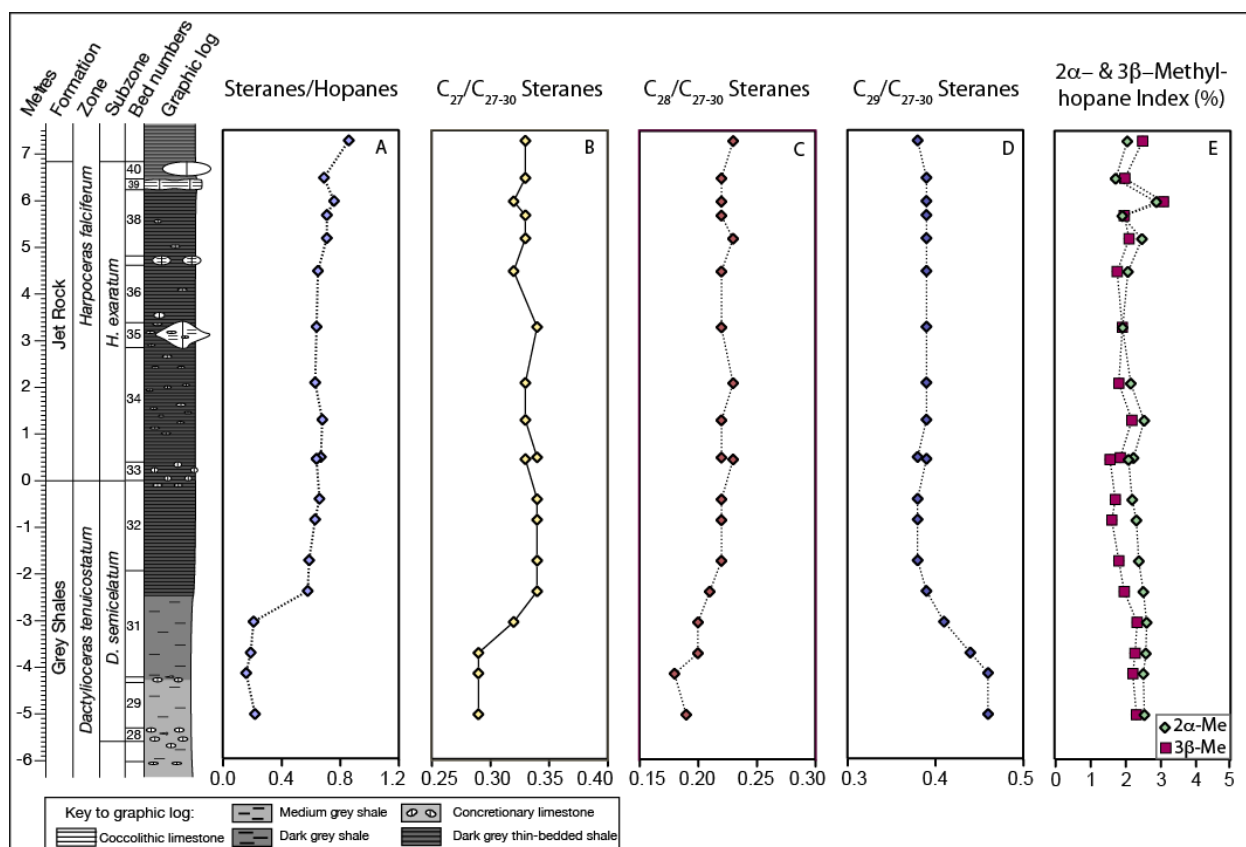 Metres
Formation
Zone
Subzone
Bed numbers
Graphic log
Steranes/Hopanes
C27/C27-30 Steranes
C28/C27-30 Steranes
C29/C27-30 Steranes
2α– & 3β–Methyl-
hopane Index (%)
A
B
C
D
E
7
6
5
4
3
2
1
0
-1
-2
-3
-4
-5
-6
Jet Rock
Grey Shales
Harpoceras falciferum
Dactylioceras tenuicostatum
H. exaratum
D. semicelatum
40
39
38
36
35
34
33
32
31
29
28
0.0 0.4 0.8 1.2
0.25 0.30 0.35 0.40
0.15 0.20 0.25 0.30
0.3 0.4 0.5
0 1 2 3 4 5
2α-Me
3β-Me
Key to graphic log:
Coccolithic limestone
Medium grey shale
Dark grey shale
Concretionary limestone
Dark grey thin-bedded shale